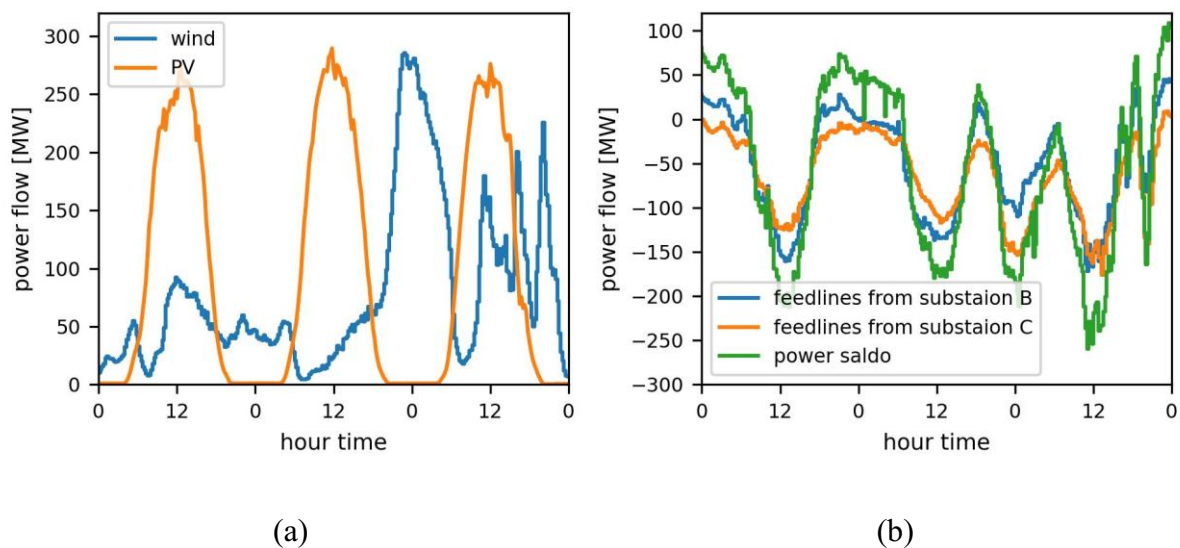 300
250
200
150
100
50
0
power flow [MW]
wind
PV
0 12 0 12 0 12 0
hour time
(a)
100
50
0
−50
−100
−150
−200
−250
−300
power flow [MW]
feedlines from substaion B
feedlines from substaion C
power saldo
0 12 0 12 0 12 0
hour time
(b)